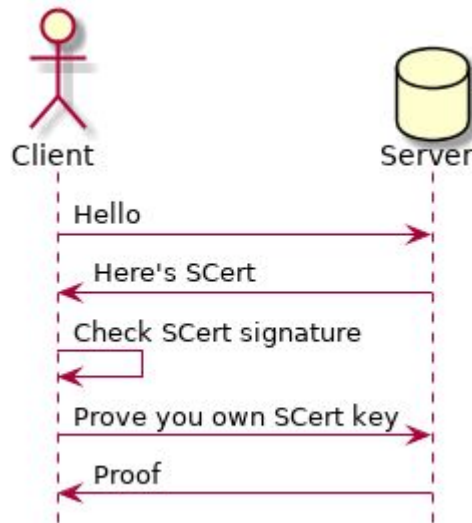 Client
Server
Hello
Here's SCert
Check SCert signature
Prove you own SCert key
Proof